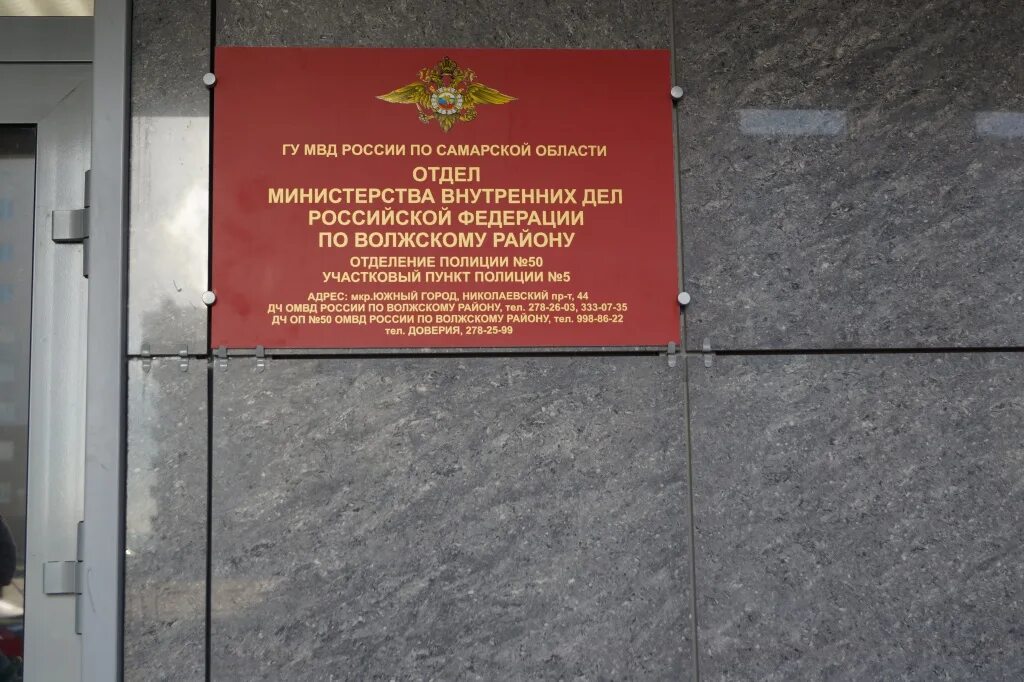 ГУ МВД РОССИИ ПО САМАРСКОЙ ОБЛАСТИ
ОТДЕЛ
МИНИСТЕРСТВА ВНУТРЕННИХ ДЕЛ
РОССИЙСКОЙ ФЕДЕРАЦИИ
ПО ВОЛЖСКОМУ РАЙОНУ
ОТДЕЛЕНИЕ ПОЛИЦИИ №50
УЧАСТКОВЫЙ ПУНКТ ПОЛИЦИИ №5
АДРЕС: мкр.ЮЖНЫЙ ГОРОД, НИКОЛАЕВСКИЙ пр-т, 44
ДЧ ОМВД РОССИИ ПО ВОЛЖСКОМУ РАЙОНУ, тел. 278-26-03, 333-07-35
ДЧ ОП №50 ОМВД РОССИИ ПО ВОЛЖСКОМУ РАЙОНУ, тел. 998-86-22
тел. ДОВЕРИЯ, 278-25-99